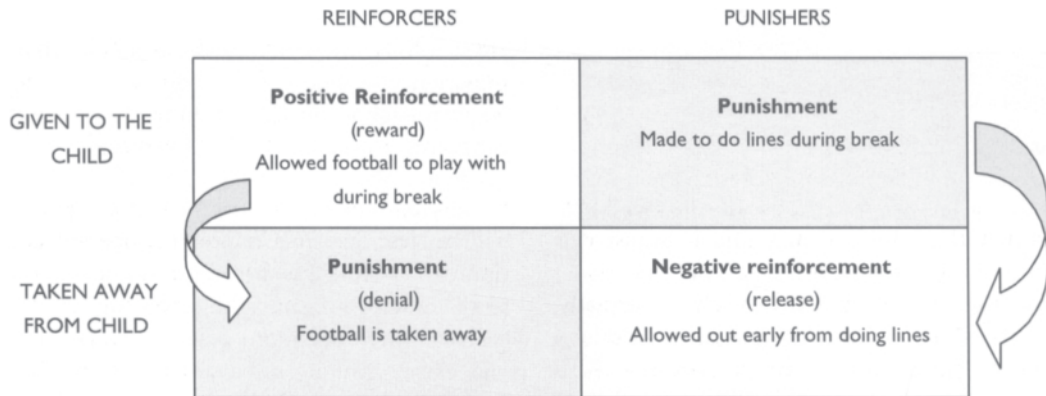 REINFORCERS
PUNISHERS
GIVEN TO THE
CHILD
Positive Reinforcement
(reward)
Allowed football to play with
during break
Punishment
Made to do lines during break
TAKEN AWAY
FROM CHILD
Punishment
(denial)
Football is taken away
Negative reinforcement
(release)
Allowed out early from doing lines